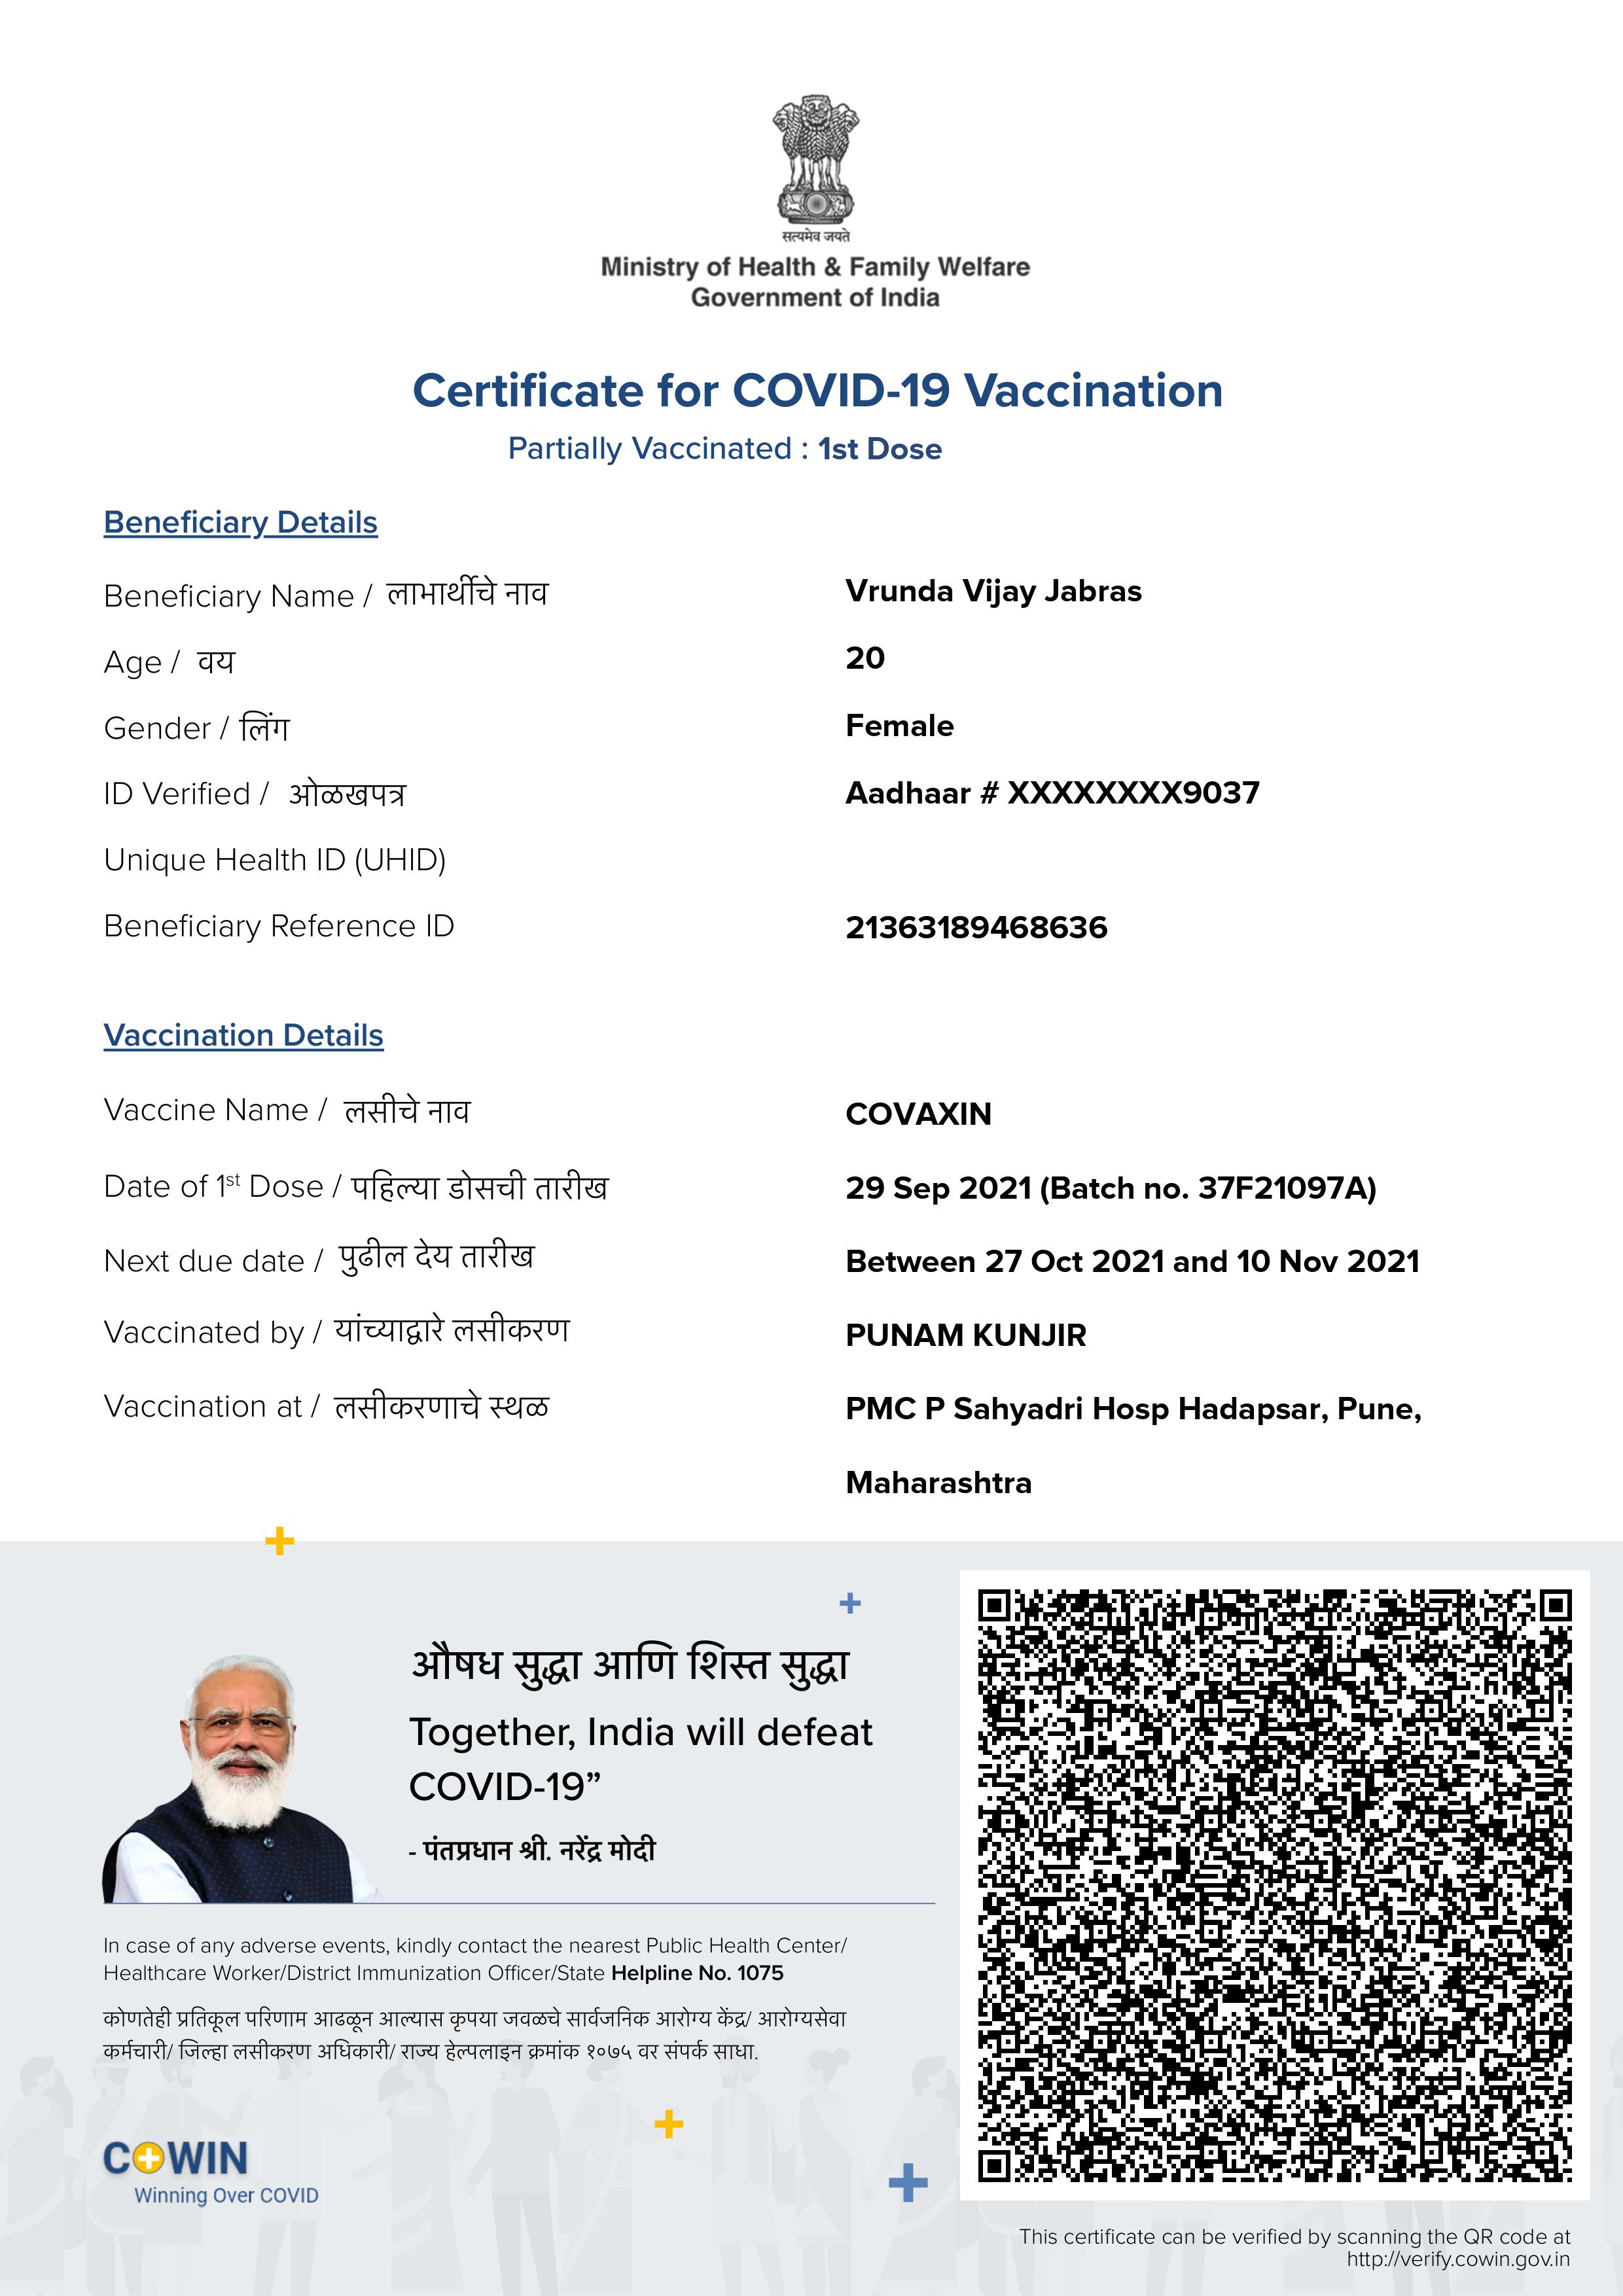 सत्यमेव जयते
Ministry of Health & Family Welfare
Government of India
Certificate for COVID-19 Vaccination
Partially Vaccinated : 1st Dose
Beneficiary Details
Beneficiary Name / लाभार्थीचे नाव Vrunda Vijay Jabras
Age / वय 20
Gender / लिंग Female
ID Verified / ओळखपत्र Aadhaar # XXXXXXXX9037
Unique Health ID (UHID)
Beneficiary Reference ID 21363189468636
Vaccination Details
Vaccine Name / लसीचे नाव COVAXIN
Date of 1st Dose / पहिल्या डोसची तारीख 29 Sep 2021 (Batch no. 37F21097A)
Next due date / पुढील देय तारीख Between 27 Oct 2021 and 10 Nov 2021
Vaccinated by / यांच्याद्वारे लसीकरण PUNAM KUNJIR
Vaccination at / लसीकरणाचे स्थळ PMC P Sahyadri Hosp Hadapsar, Pune,
Maharashtra
औषध सुद्धा आणि शिस्त सुद्धा
Together, India will defeat
COVID-19”
- पंतप्रधान श्री. नरेंद्र मोदी
In case of any adverse events, kindly contact the nearest Public Health Center/
Healthcare Worker/District Immunization Officer/State Helpline No. 1075
कोणतेही प्रतिकूल परिणाम आढळून आल्यास कृपया जवळचे सार्वजनिक आरोग्य केंद्र/ आरोग्यसेवा
कर्मचारी/ जिल्हा लसीकरण अधिकारी/ राज्य हेल्पलाइन क्रमांक १०७५ वर संपर्क साधा.
COWIN
Winning Over COVID
This certificate can be verified by scanning the QR code at
http://verify.cowin.gov.in